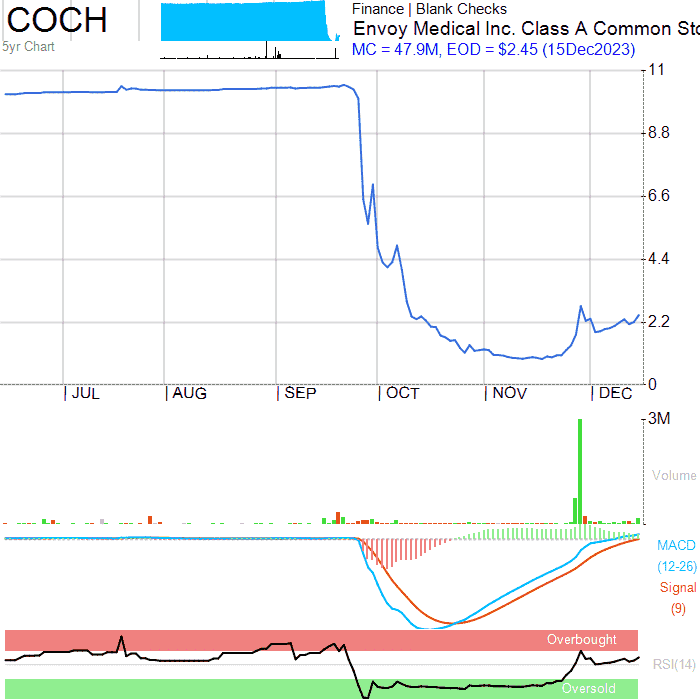 COCH
Finance | Blank Checks
Envoy Medical Inc. Class A Common Sto
5yr Chart
MC = 47.9M, EOD = $2.45 (15Dec2023)
11
8.8
6.6
4.4
2.2
0
JUL AUG SEP OCT NOV DEC
3M
Volume
MACD
(12-26)
Signal
(9)
Overbought
RSI(14)
Oversold